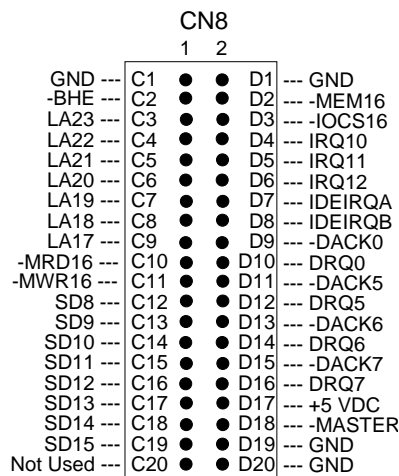 CN8
1 2
GND --- C1 D1 --- GND
-BHE --- C2 D2 --- -MEM16
LA23 --- C3 D3 --- -IOCS16
LA22 --- C4 D4 --- IRQ10
LA21 --- C5 D5 --- IRQ11
LA20 --- C6 D6 --- IRQ12
LA19 --- C7 D7 --- IDEIRQA
LA18 --- C8 D8 --- IDEIRQB
LA17 --- C9 D9 --- -DACK0
-MRD16 --- C10 D10 --- DRQ0
-MWR16 --- C11 D11 --- -DACK5
SD8 --- C12 D12 --- DRQ5
SD9 --- C13 D13 --- -DACK6
SD10 --- C14 D14 --- DRQ6
SD11 --- C15 D15 --- -DACK7
SD12 --- C16 D16 --- DRQ7
SD13 --- C17 D17 --- +5 VDC
SD14 --- C18 D18 --- -MASTER
SD15 --- C19 D19 --- GND
Not Used --- C20 D20 --- GND